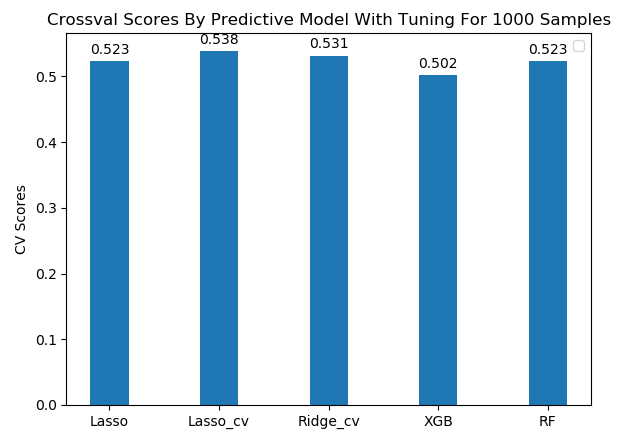 Crossval Scores By Predictive Model With Tuning For 1000 Samples
0.523
0.538
0.531
0.502
0.523
CV Scores
0.5
0.4
0.3
0.2
0.1
0.0
Lasso
Lasso_cv
Ridge_cv
XGB
RF